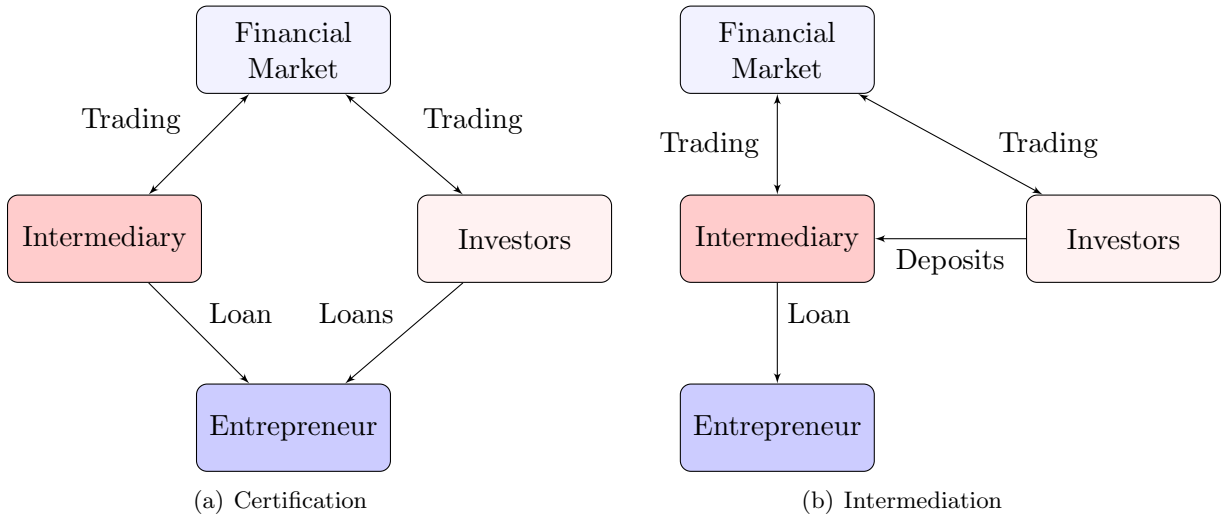 Financial
Market
Trading
Trading
Intermediary
Investors
Loan
Loans
Entrepreneur
(a) Certification
Financial
Market
Trading
Trading
Intermediary
Investors
Deposits
Loan
Entrepreneur
(b) Intermediation